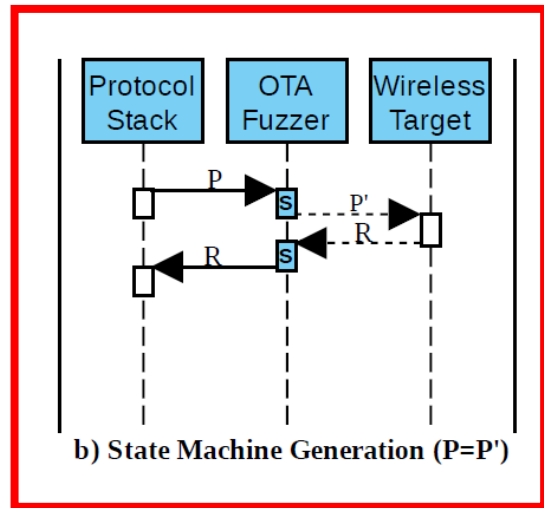 Protocol
Stack
OTA
Fuzzer
Wireless
Target
P
S
P'
R
S
R
b) State Machine Generation (P=P')